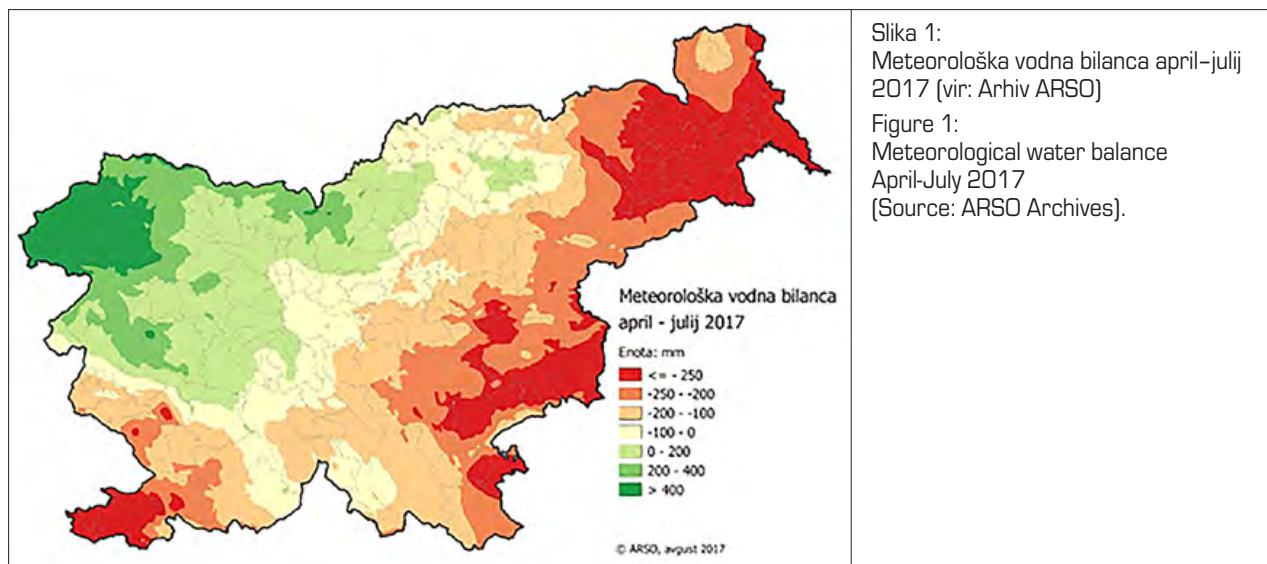 Slika 1:
Meteorološka vodna bilanca april–julij
2017 (vir: Arhiv ARSO)
Figure 1:
Meteorological water balance
April-July 2017
(Source: ARSO Archives).
Meteorološka vodna bilanca
april - julij 2017
Enota: mm
<= - 250
-250 - -200
-200 - -100
-100 - 0
0 - 200
200 - 400
> 400
© ARSO, avgust 2017